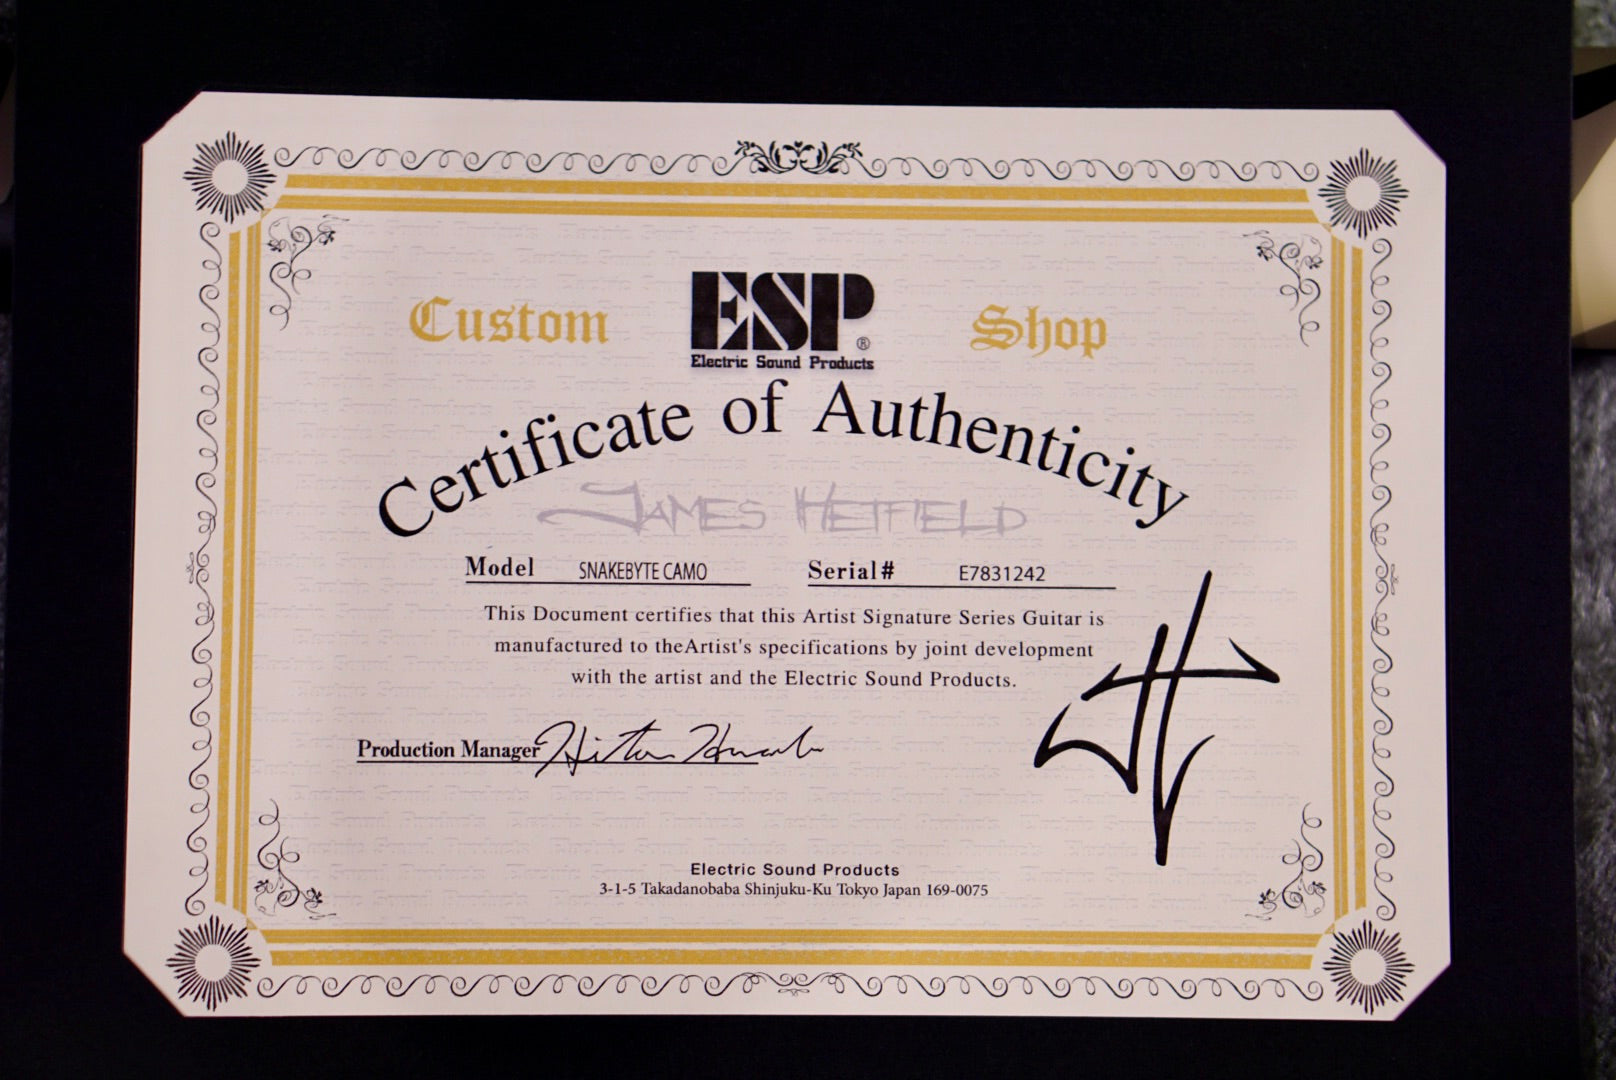 Custom ESP® Shop
Electric Sound Products
Certificate of Authenticity
JAMES HETFIELD
Model SNAKEBYTE CAMO Serial# E7831242
This Document certifies that this Artist Signature Series Guitar is
manufactured to theArtist's specifications by joint development
with the artist and the Electric Sound Products.
Production Manager
Electric Sound Products
3-1-5 Takadanobaba Shinjuku-Ku Tokyo Japan 169-0075